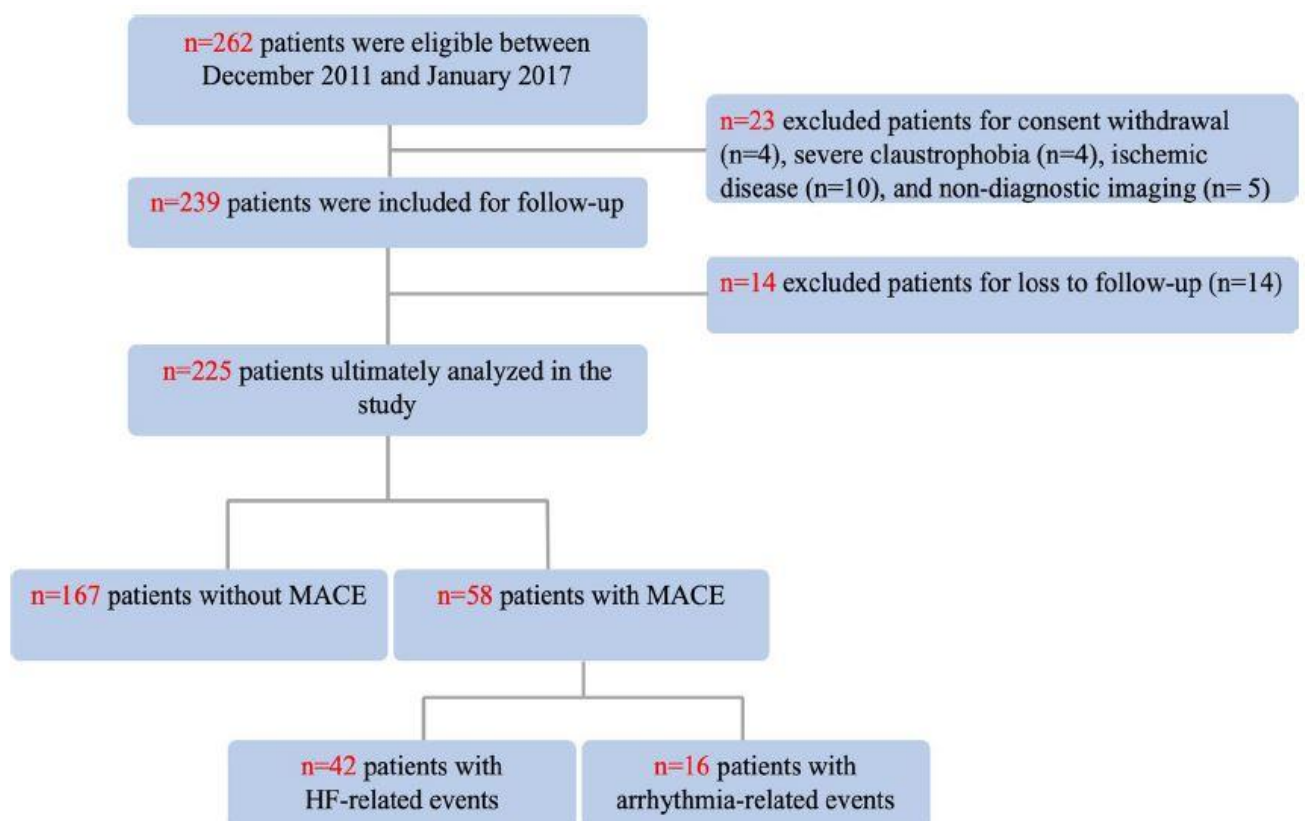 n=262 patients were eligible between
December 2011 and January 2017
n=23 excluded patients for consent withdrawal
(n=4), severe claustrophobia (n=4), ischemic
disease (n=10), and non-diagnostic imaging (n= 5)
n=239 patients were included for follow-up
n=14 excluded patients for loss to follow-up (n=14)
n=225 patients ultimately analyzed in the
study
n=167 patients without MACE
n=58 patients with MACE
n=42 patients with
HF-related events
n=16 patients with
arrhythmia-related events